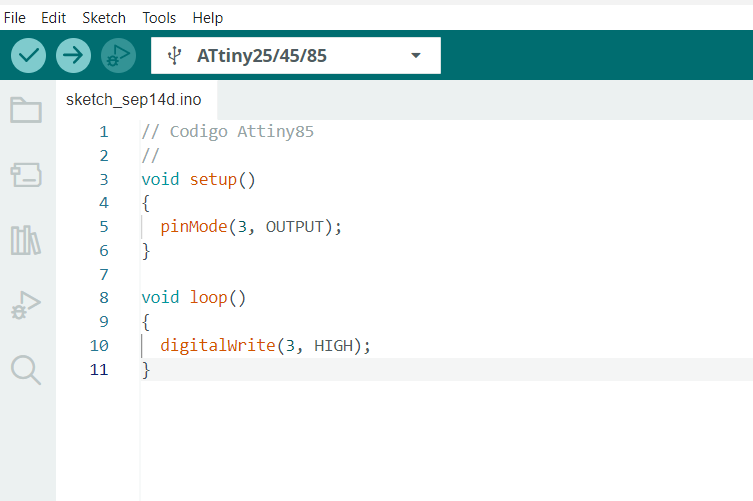 File Edit Sketch Tools Help
ATtiny25/45/85
sketch_sep14d.ino
1 // Codigo Attiny85
2 //
3 void setup()
4 {
5 pinMode(3, OUTPUT);
6 }
7
8 void loop()
9 {
10 digitalWrite(3, HIGH);
11 }